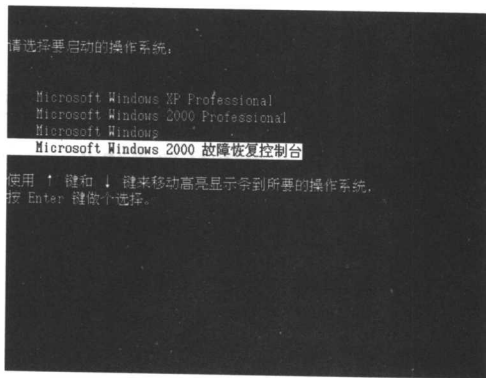 请选择要启动的操作系统:
Microsoft Windows XP Professional
Microsoft Windows 2000 Professional
Microsoft Windows
Microsoft Windows 2000 故障恢复控制台
使用 ↑ 键和 ↓ 键来移动高亮显示条到所要的操作系统,
按 Enter 键做个选择。